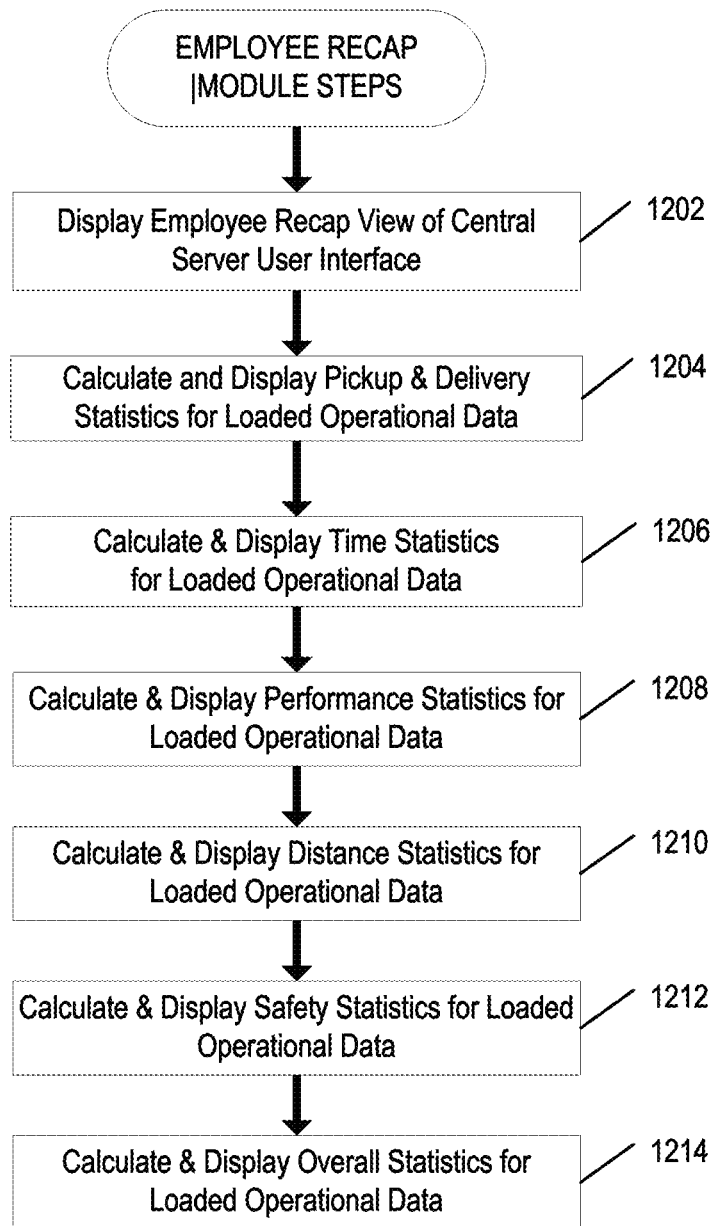 EMPLOYEE RECAP
|MODULE STEPS
Display Employee Recap View of Central
Server User Interface
1202
Calculate and Display Pickup & Delivery
Statistics for Loaded Operational Data
1204
Calculate & Display Time Statistics
for Loaded Operational Data
1206
Calculate & Display Performance Statistics for
Loaded Operational Data
1208
Calculate & Display Distance Statistics for
Loaded Operational Data
1210
Calculate & Display Safety Statistics for Loaded
Operational Data
1212
Calculate & Display Overall Statistics for
Loaded Operational Data
1214